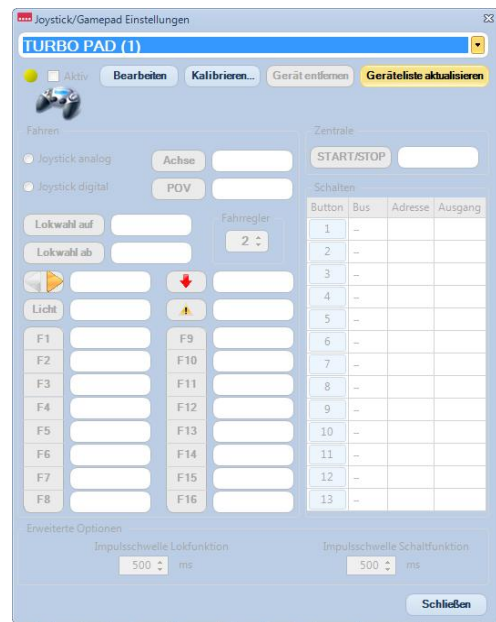 Joystick/Gamepad Einstellungen
TURBO PAD (1)
Aktiv Bearbeiten Kalibrieren... Gerät entfernen Geräteliste aktualisieren
Fahren
Joystick analog Achse
Joystick digital POV
Lokwahl auf
Lokwahl ab
Fahrregler
2
Licht
F1 F9
F2 F10
F3 F11
F4 F12
F5 F13
F6 F14
F7 F15
F8 F16
Zentrale
START/STOP
Schalten
Button Bus Adresse Ausgang
1 –
2 –
3 –
4 –
5 –
6 –
7 –
8 –
9 –
10 –
11 –
12 –
13 –
Erweiterte Optionen
Impulsschwelle Lokfunktion
500 ms
Impulsschwelle Schaltfunktion
500 ms
Schließen